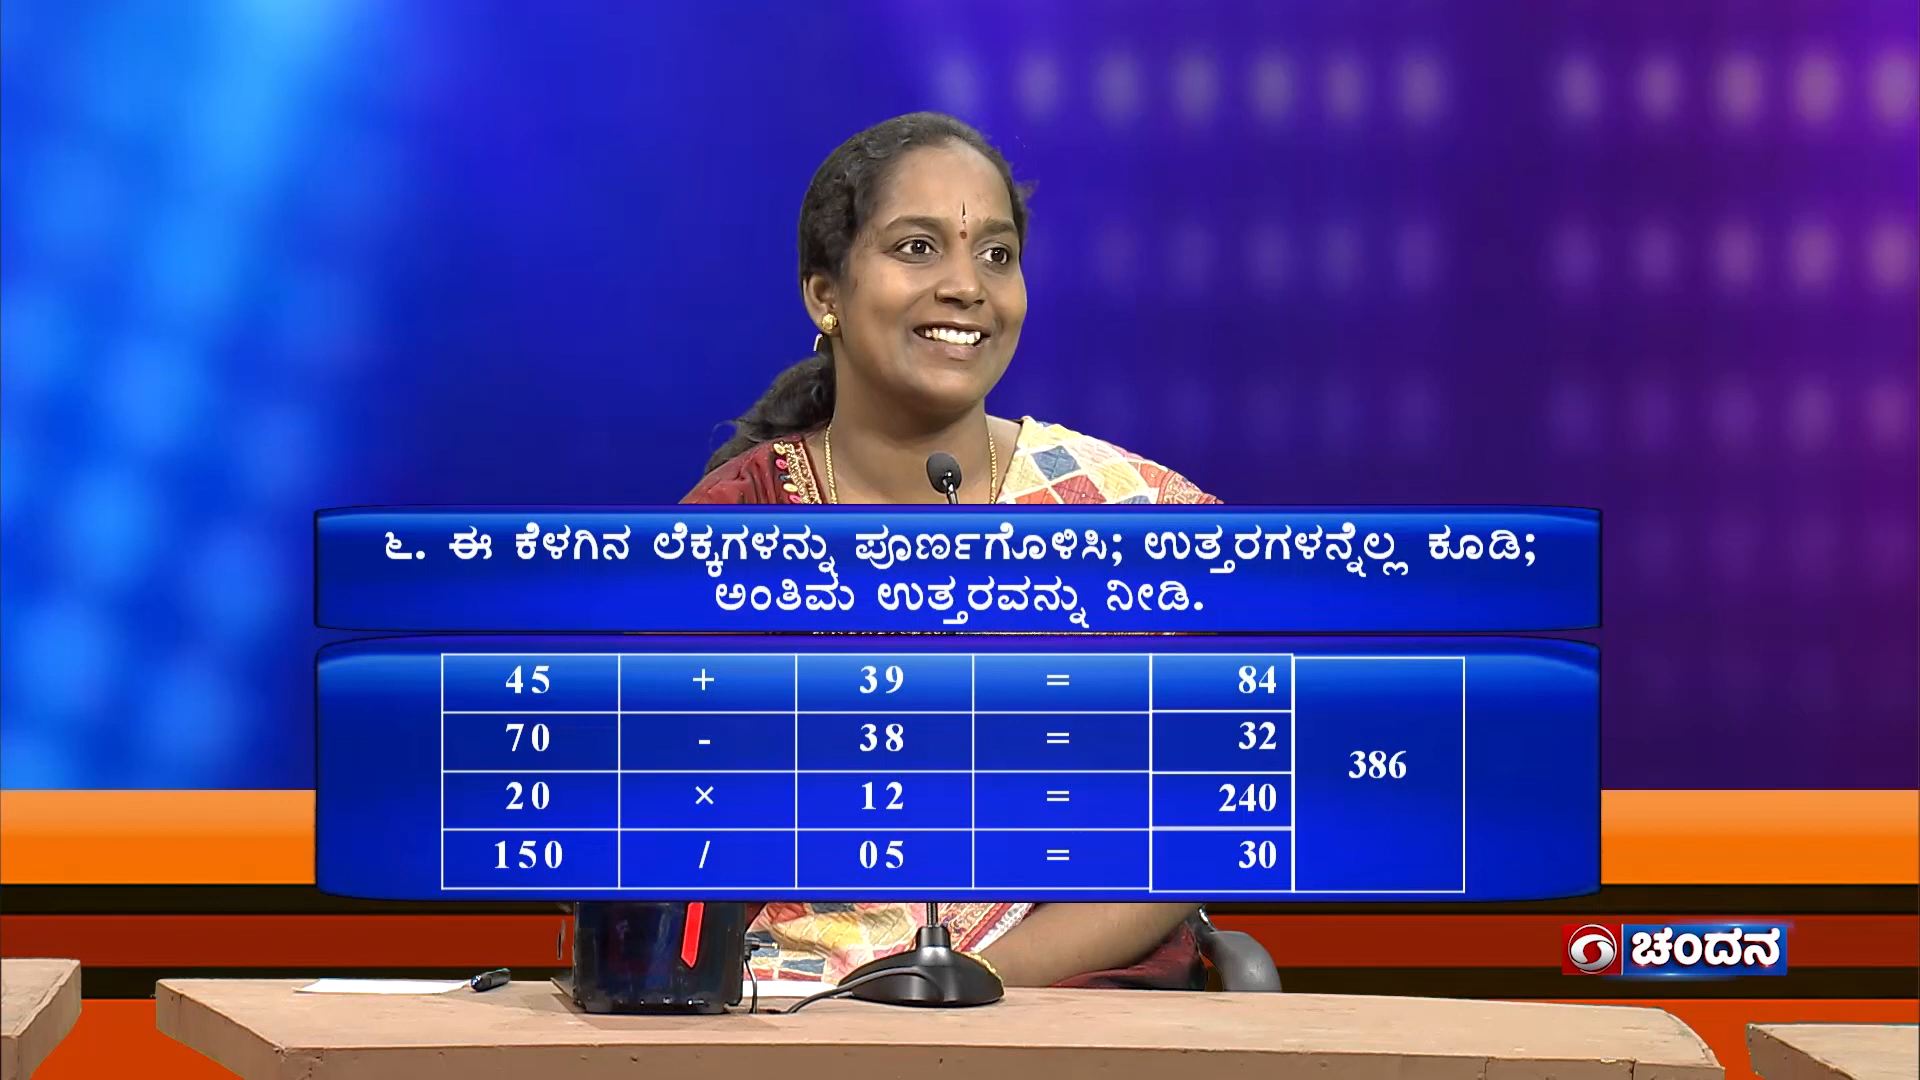 ೬. ಈ ಕೆಳಗಿನ ಲೆಕ್ಕಗಳನ್ನು ಪೂರ್ಣಗೊಳಿಸಿ; ಉತ್ತರಗಳನ್ನೆಲ್ಲ ಕೂಡಿ;
ಅಂತಿಮ ಉತ್ತರವನ್ನು ನೀಡಿ.
45 + 39 = 84
70 - 38 = 32
386
20 × 12 = 240
150 / 05 = 30
ಚಂದನ